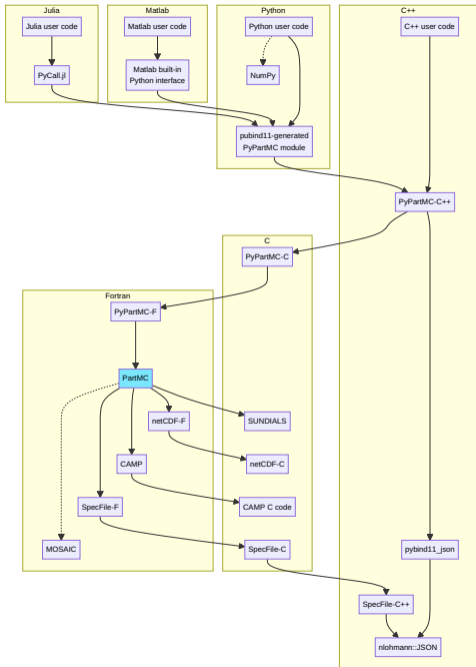 Julia
Matlab
Python
C++
Julia user code
Matlab user code
Python user code
C++ user code
PyCall.jl
Matlab built-in
Python interface
NumPy
pubind11-generated
PyPartMC module
PyPartMC-C++
C
PyPartMC-C
Fortran
PyPartMC-F
PartMC
netCDF-F
SUNDIALS
CAMP
netCDF-C
SpecFile-F
CAMP C code
MOSAIC
SpecFile-C
pybind11_json
SpecFile-C++
nlohmann::JSON